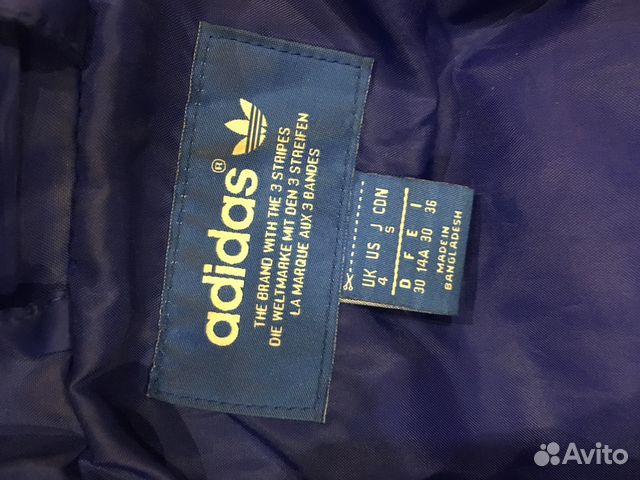 adidas®
THE BRAND WITH THE 3 STRIPES
DIE WELTMARKE MIT DEN 3 STREIFEN
LA MARQUE AUX 3 BANDES
UK US J CDN
4 S
D F E I
30 14A 30 36
MADE IN
BANGLADESH
Avito